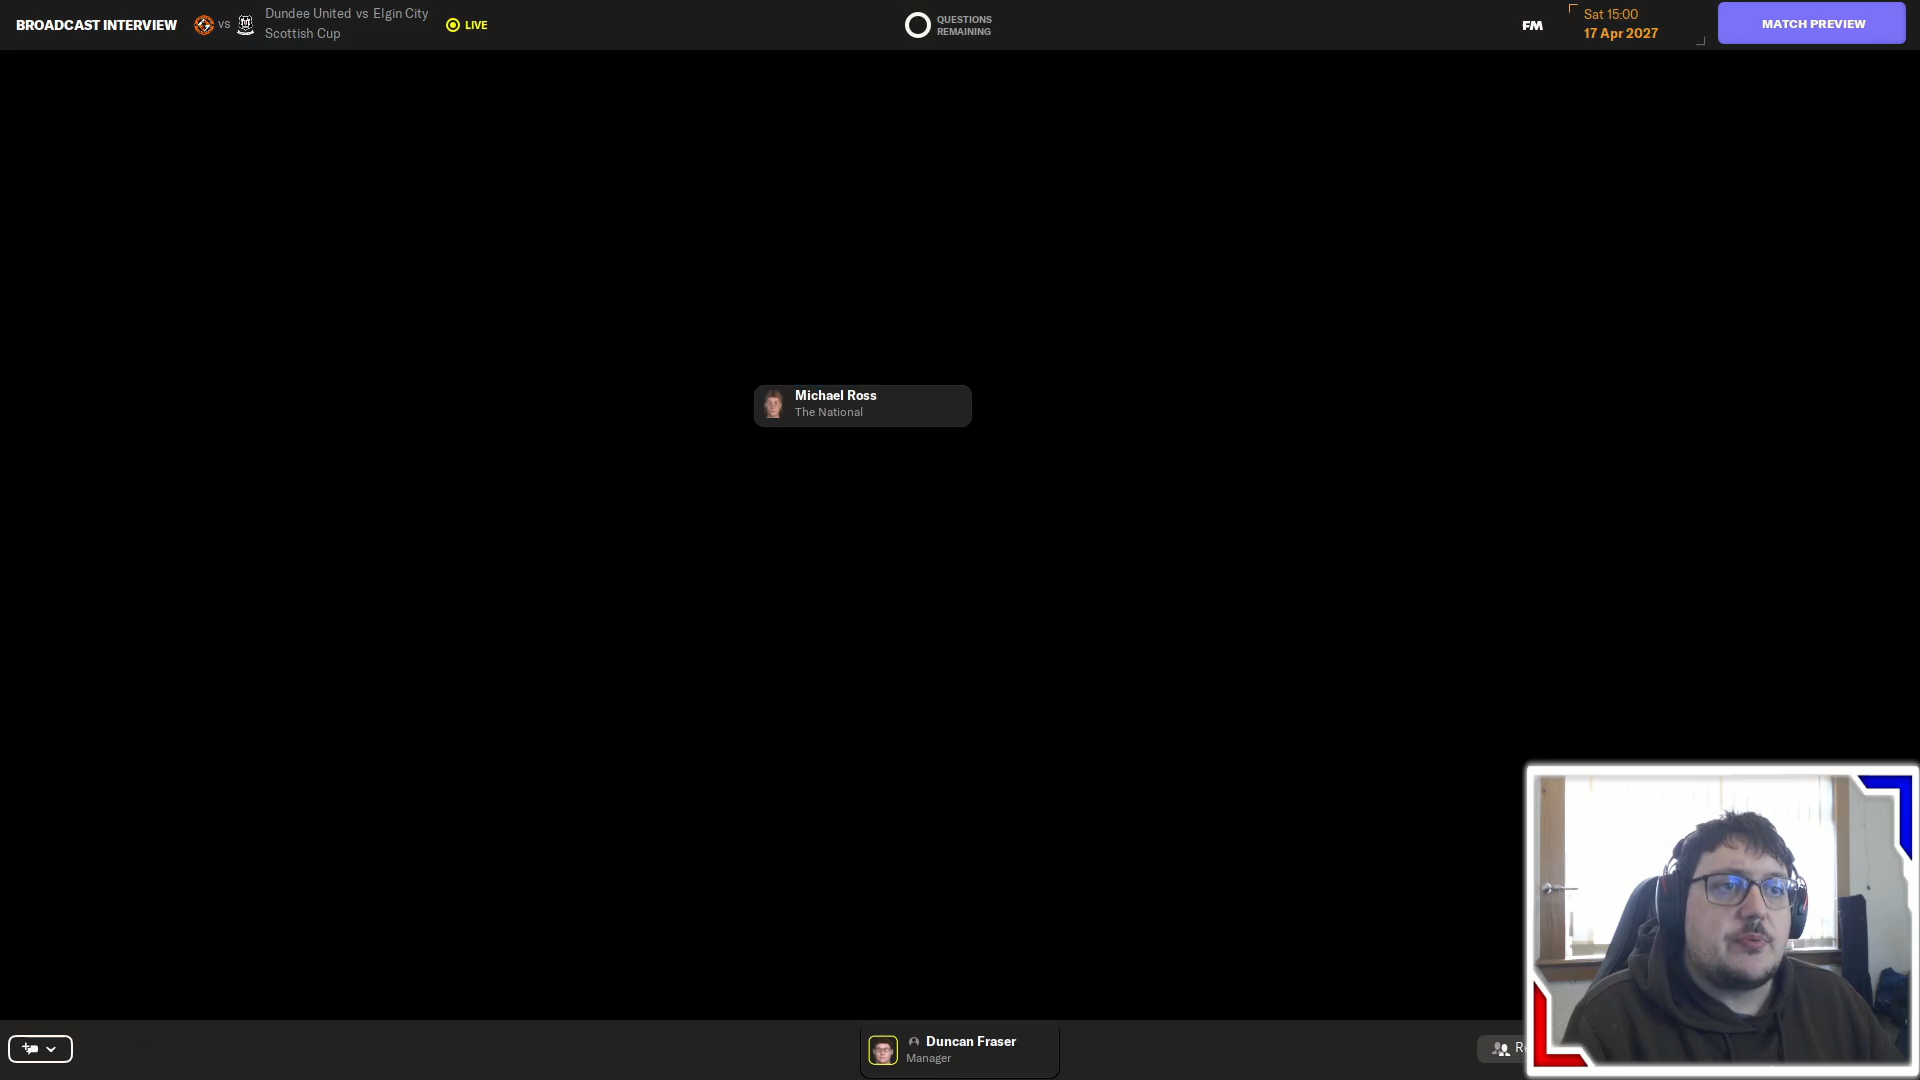 BROADCAST INTERVIEW
VS
Dundee United vs Elgin City
Scottish Cup
LIVE
QUESTIONS
REMAINING
FM
Sat 15:00
17 Apr 2027
MATCH PREVIEW
Michael Ross
The National
Duncan Fraser
Manager